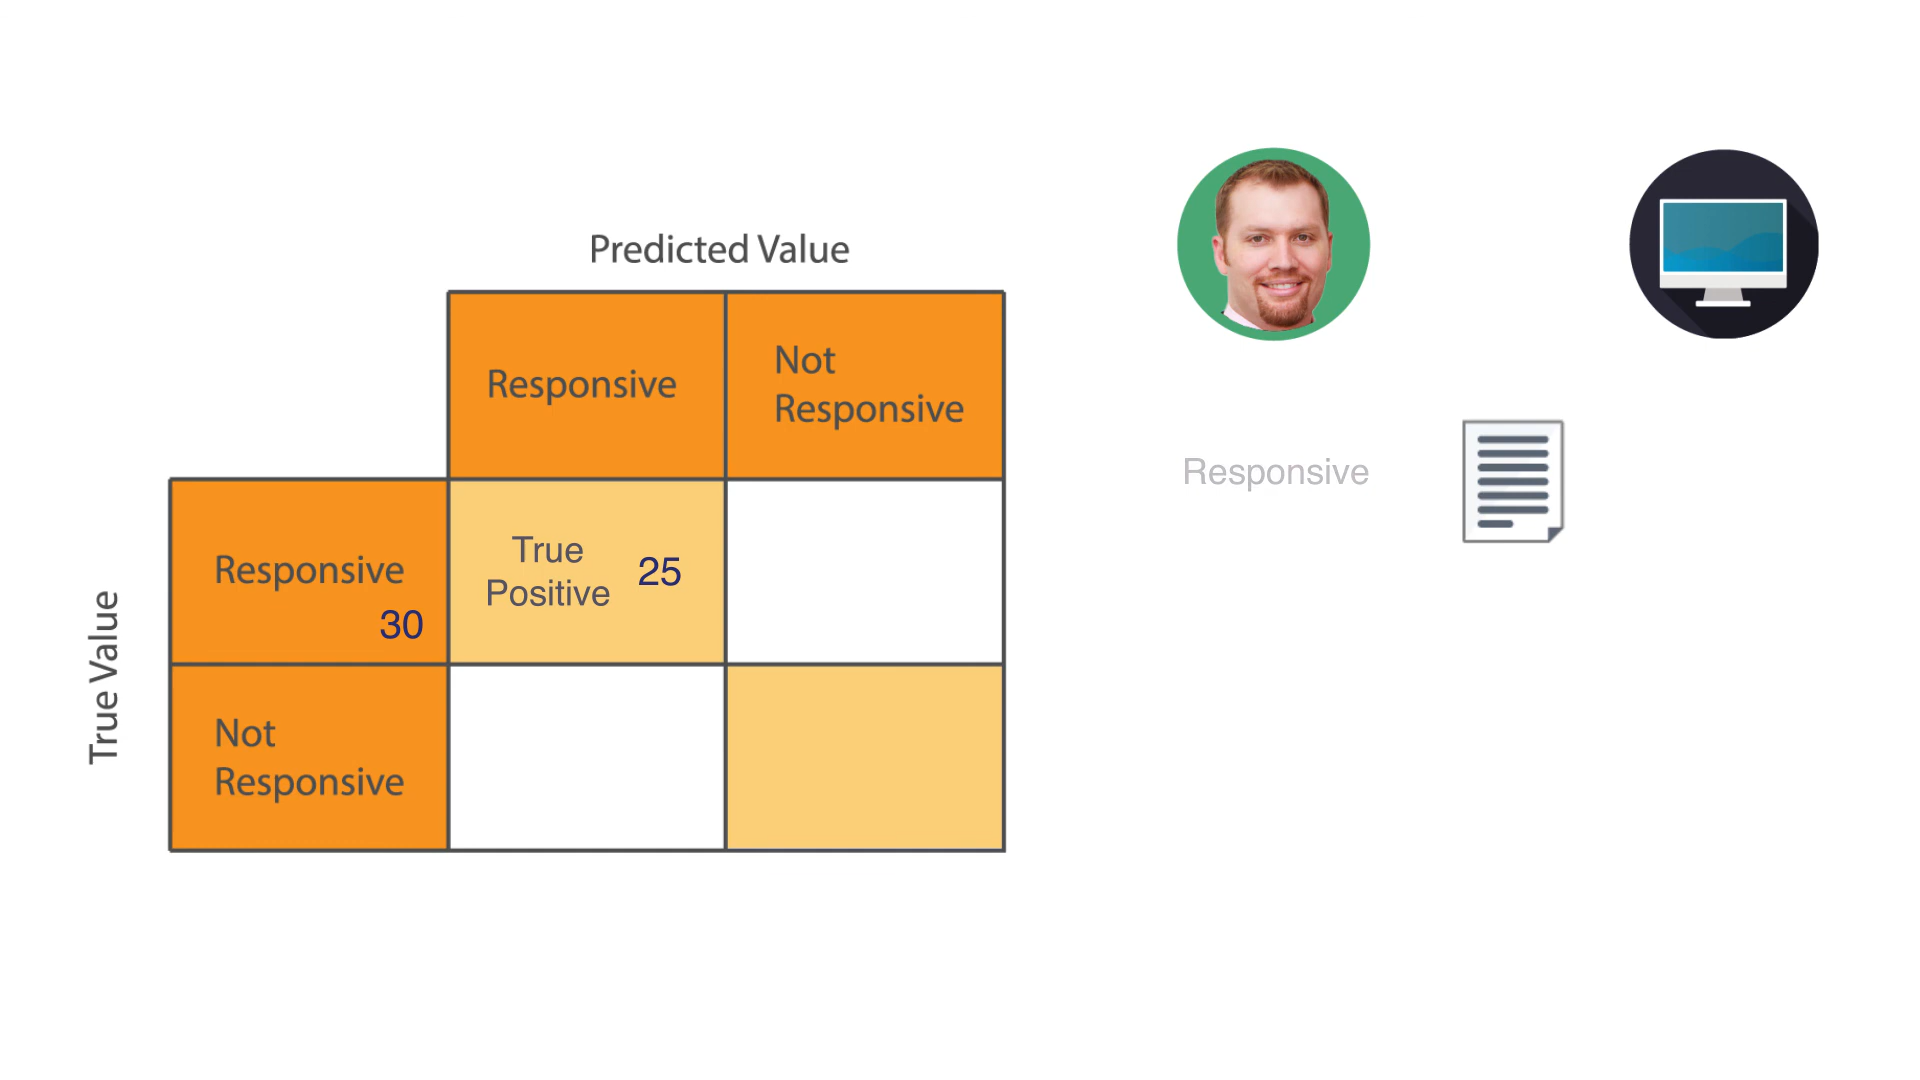 Predicted Value
Responsive
Not
Responsive
True Value
Responsive
30
True
Positive
25
Not
Responsive
Responsive